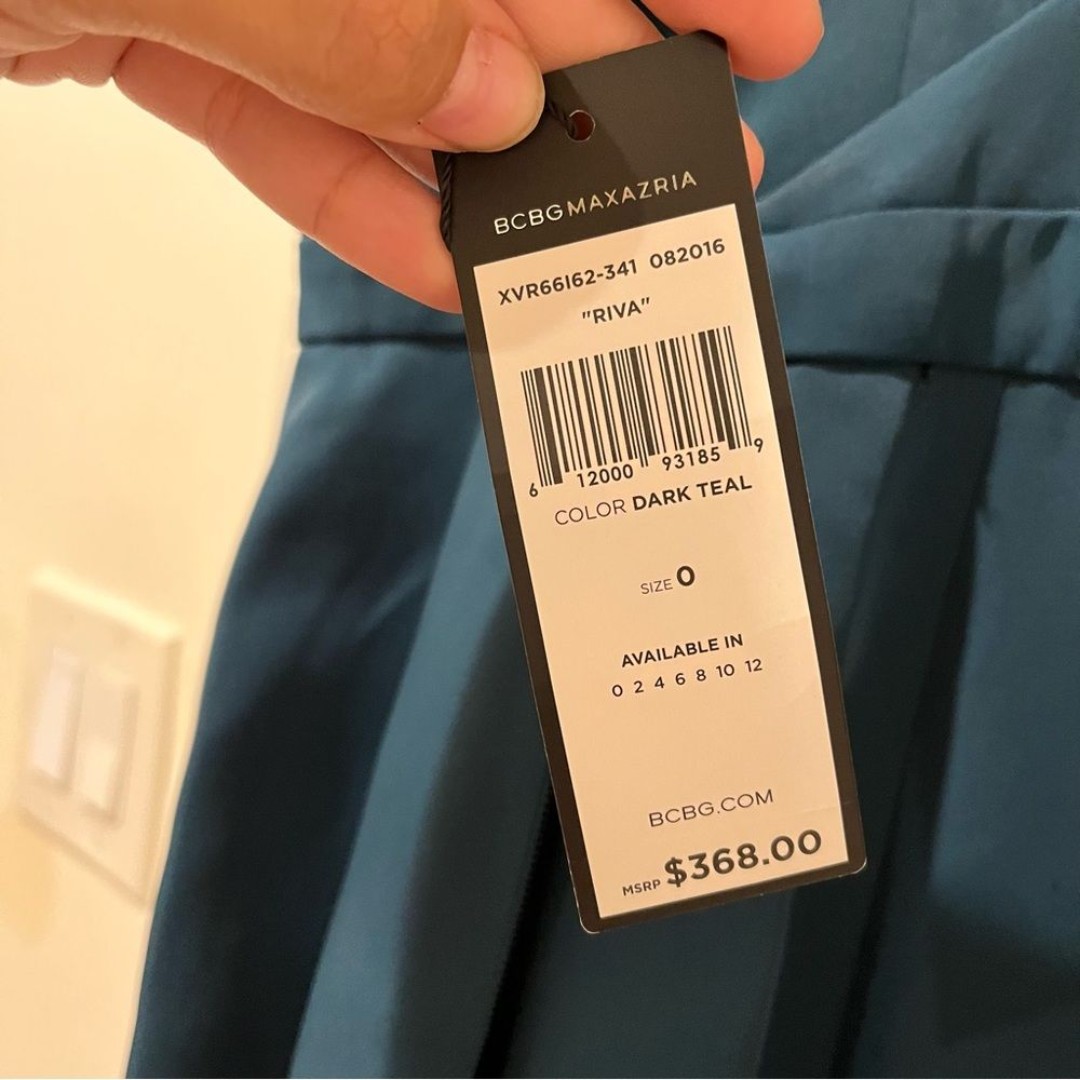 BCBGMAXAZRIA
XVR66I62-341 082016
"RIVA"
6 12000 93185 9
COLOR DARK TEAL
SIZE 0
AVAILABLE IN
0 2 4 6 8 10 12
BCBG.COM
MSRP $368.00